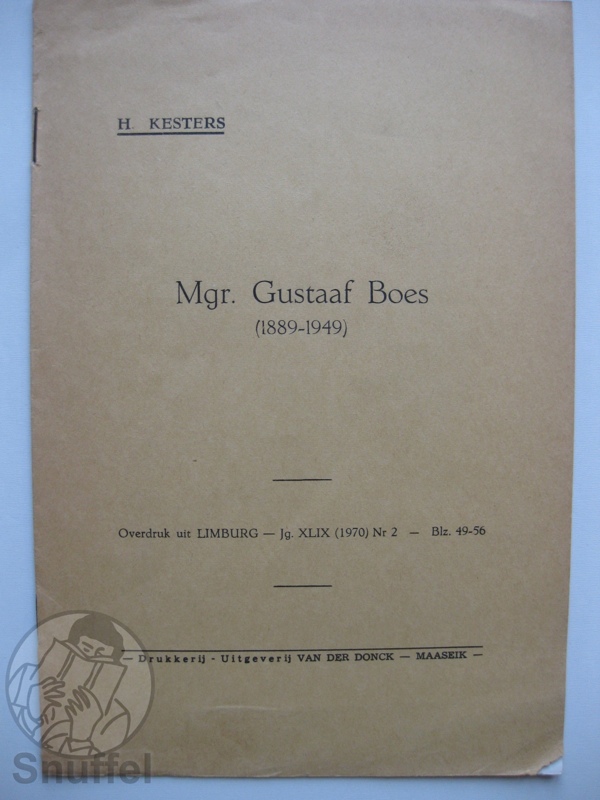 H. KESTERS
Mgr. Gustaaf Boes
(1889-1949)
Overdruk uit LIMBURG — Jg. XLIX (1970) Nr 2 — Blz. 49-56
— Drukkerij - Uitgeverij VAN DER DONCK — MAASEIK —
Snuffel